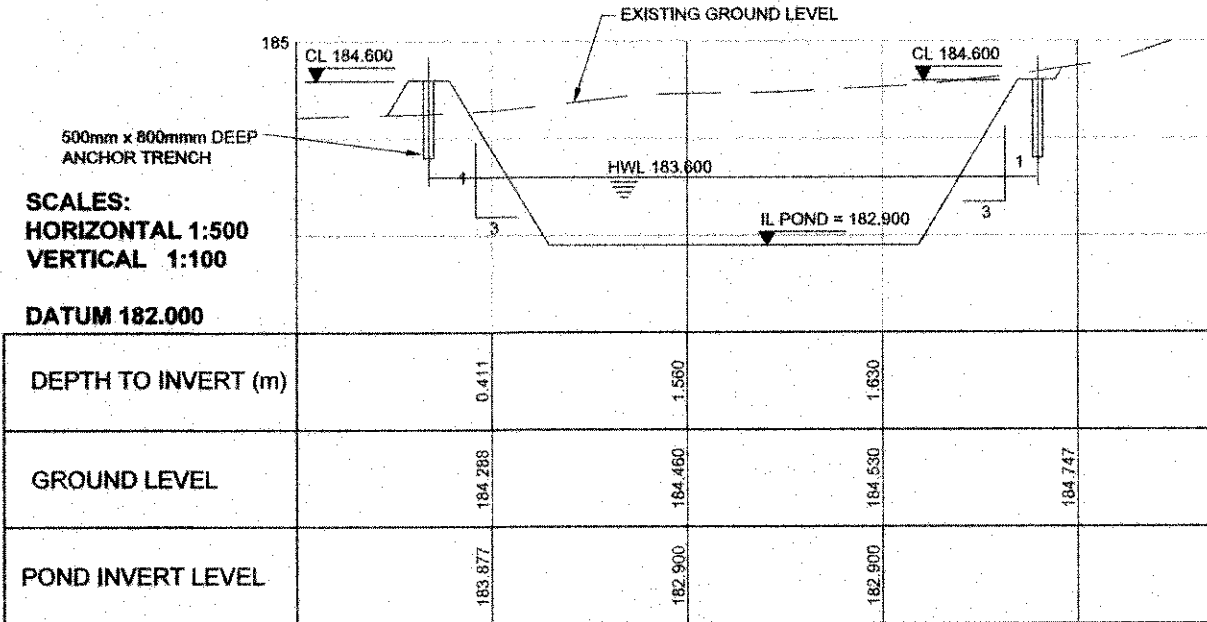 EXISTING GROUND LEVEL
185
CL 184.600
CL 184.600
500mm x 800mmm DEEP
ANCHOR TRENCH
HWL 183.600
1
1
3
3
IL POND = 182.900
SCALES:
HORIZONTAL 1:500
VERTICAL 1:100
DATUM 182.000
DEPTH TO INVERT (m) 0.411 1.560 1.630
GROUND LEVEL 184.288 184.460 184.530 184.747
POND INVERT LEVEL 183.877 182.900 182.900